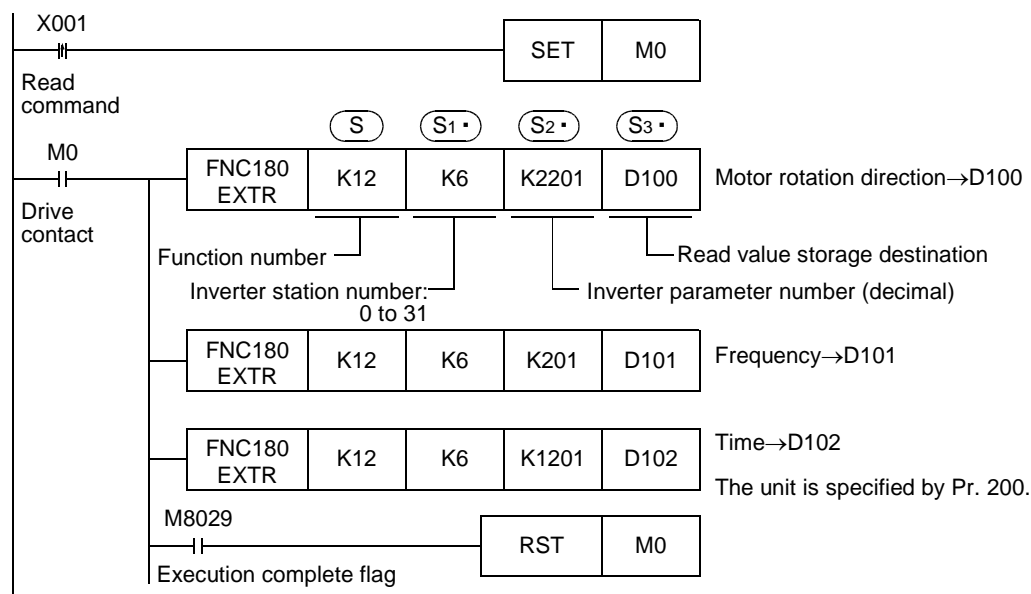 X001
SET M0
Read
command
S S1· S2· S3·
M0
FNC180
EXTR K12 K6 K2201 D100 Motor rotation direction→D100
Drive
contact
Function number
Read value storage destination
Inverter station number:
0 to 31
Inverter parameter number (decimal)
FNC180
EXTR K12 K6 K201 D101 Frequency→D101
FNC180
EXTR K12 K6 K1201 D102 Time→D102
The unit is specified by Pr. 200.
M8029
RST M0
Execution complete flag